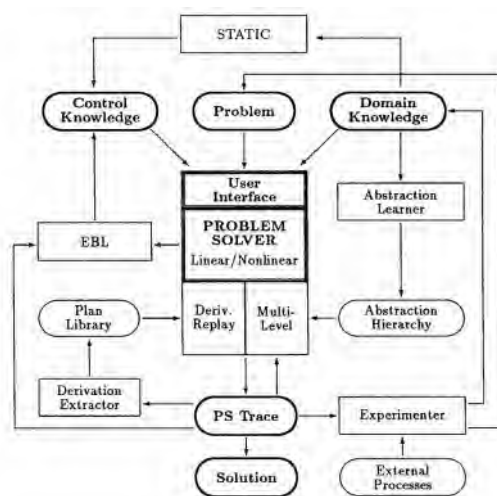 STATIC
Control
Knowledge
Problem
Domain
Knowledge
User
Interface
Abstraction
Learner
PROBLEM
SOLVER
Linear/Nonlinear
EBL
Plan
Library
Deriv.
Replay
Multi-
Level
Abstraction
Hierarchy
Derivation
Extractor
PS Trace
Experimenter
Solution
External
Processes